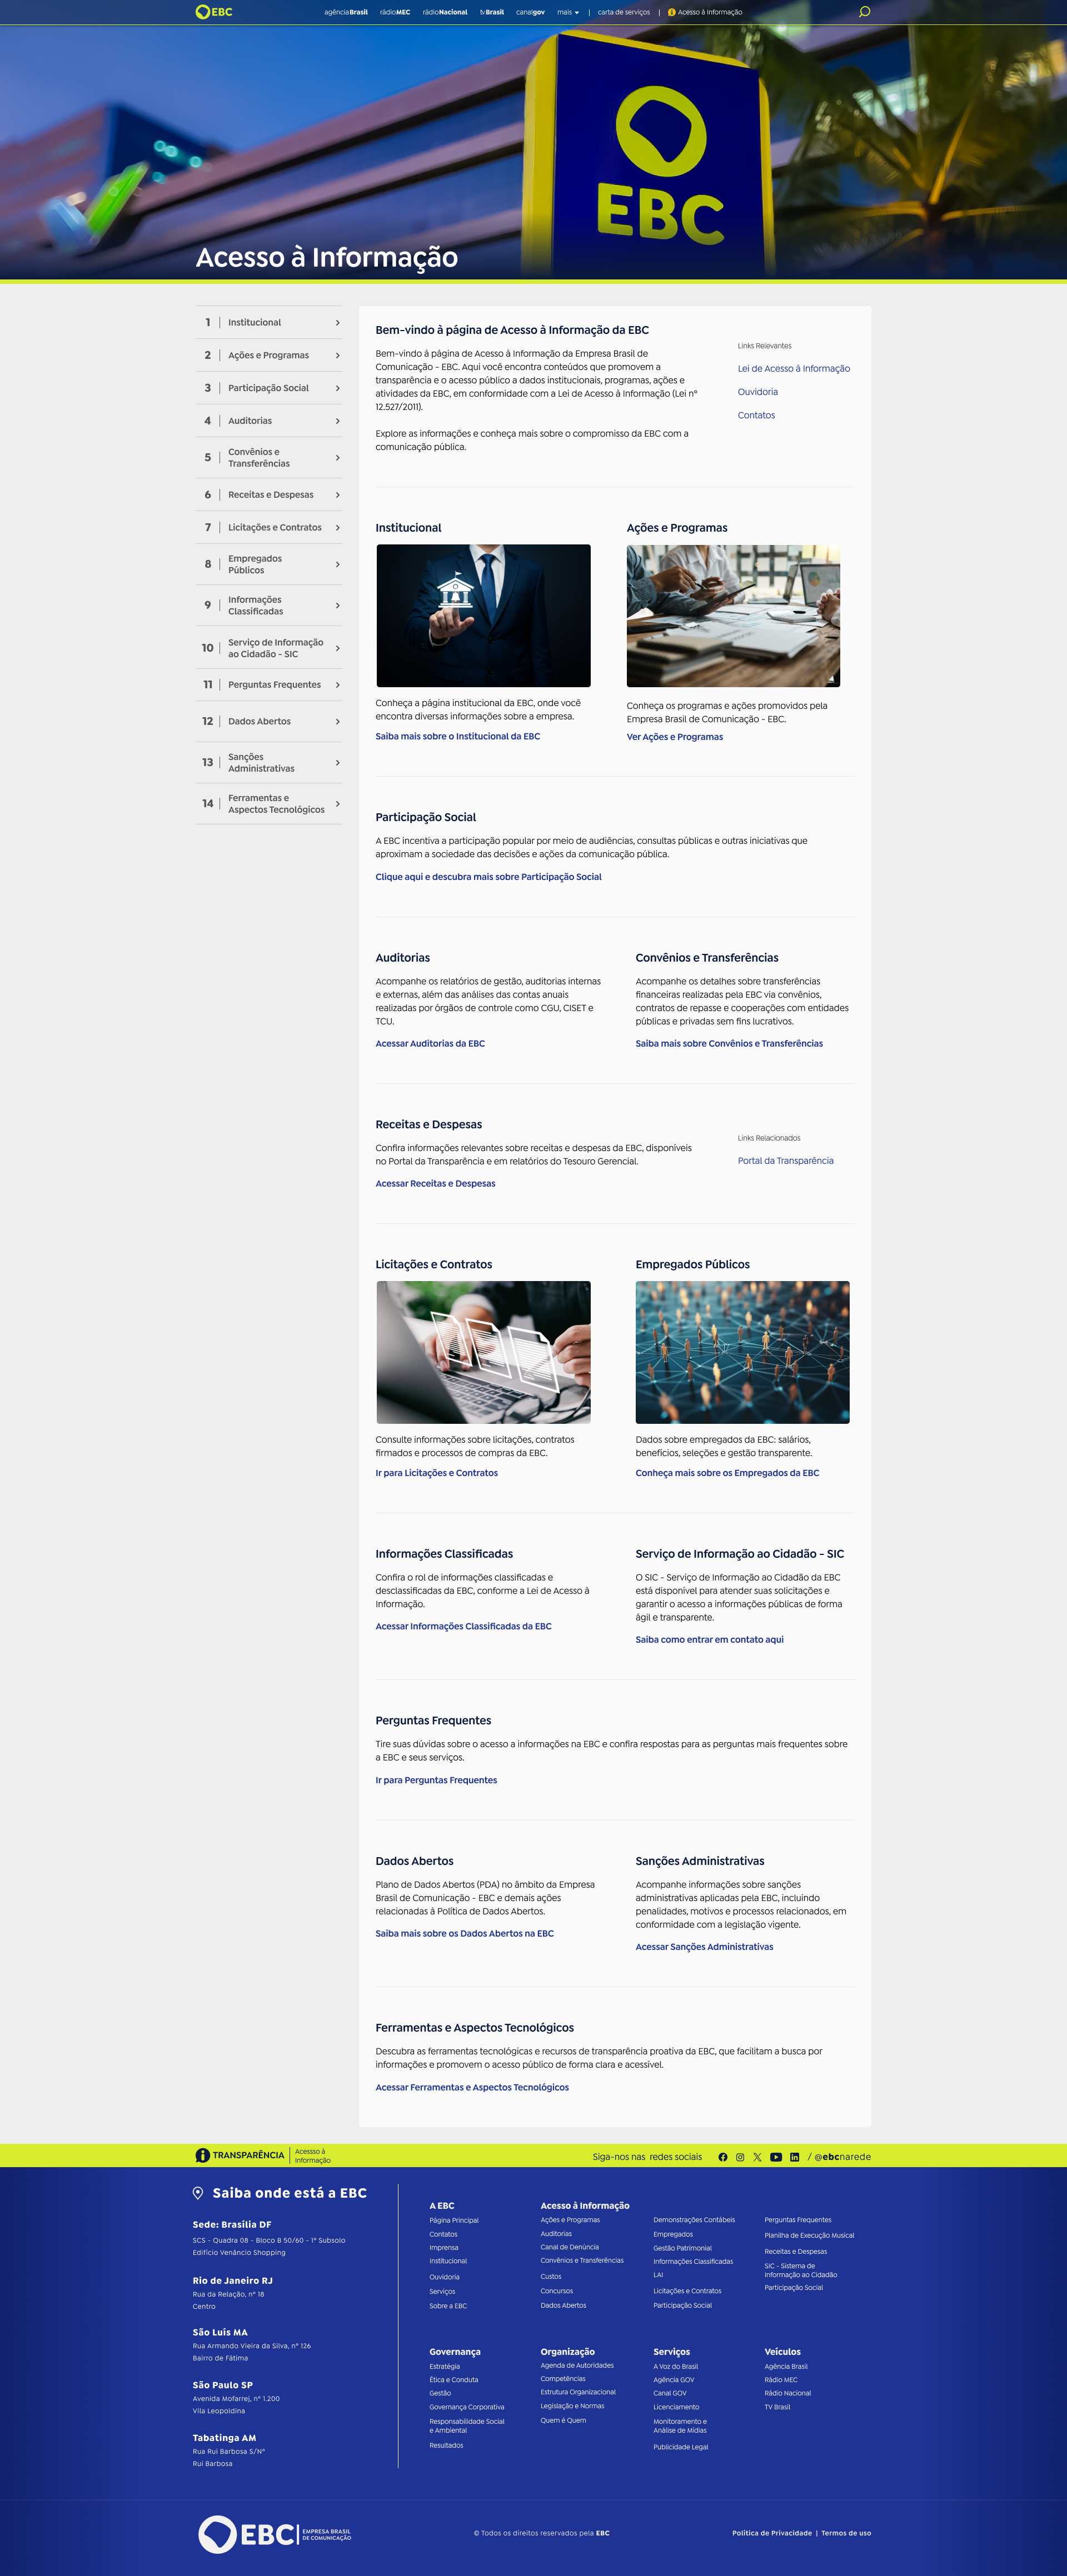 EBC
agênciaBrasil
rádioMEC
rádioNacional
tvBrasil
canalgov
mais
carta de serviços
Acesso à Informação
EBC
Acesso à Informação
1 Institucional
2 Ações e Programas
3 Participação Social
4 Auditorias
5 Convênios e
Transferências
6 Receitas e Despesas
7 Licitações e Contratos
8 Empregados
Públicos
9 Informações
Classificadas
10 Serviço de Informação
ao Cidadão - SIC
11 Perguntas Frequentes
12 Dados Abertos
13 Sanções
Administrativas
14 Ferramentas e
Aspectos Tecnológicos
Bem-vindo à página de Acesso à Informação da EBC
Bem-vindo à página de Acesso à Informação da Empresa Brasil de
Comunicação - EBC. Aqui você encontra conteúdos que promovem a
transparência e o acesso público a dados institucionais, programas, ações e
atividades da EBC, em conformidade com a Lei de Acesso à Informação (Lei nº
12.527/2011).
Explore as informações e conheça mais sobre o compromisso da EBC com a
comunicação pública.
Links Relevantes
Lei de Acesso à Informação
Ouvidoria
Contatos
Institucional
Conheça a página institucional da EBC, onde você
encontra diversas informações sobre a empresa.
Saiba mais sobre o Institucional da EBC
Ações e Programas
Conheça os programas e ações promovidos pela
Empresa Brasil de Comunicação - EBC.
Ver Ações e Programas
Participação Social
A EBC incentiva a participação popular por meio de audiências, consultas públicas e outras iniciativas que
aproximam a sociedade das decisões e ações da comunicação pública.
Clique aqui e descubra mais sobre Participação Social
Auditorias
Acompanhe os relatórios de gestão, auditorias internas
e externas, além das análises das contas anuais
realizadas por órgãos de controle como CGU, CISET e
TCU.
Acessar Auditorias da EBC
Convênios e Transferências
Acompanhe os detalhes sobre transferências
financeiras realizadas pela EBC via convênios,
contratos de repasse e cooperações com entidades
públicas e privadas sem fins lucrativos.
Saiba mais sobre Convênios e Transferências
Receitas e Despesas
Confira informações relevantes sobre receitas e despesas da EBC, disponíveis
no Portal da Transparência e em relatórios do Tesouro Gerencial.
Acessar Receitas e Despesas
Links Relacionados
Portal da Transparência
Licitações e Contratos
Consulte informações sobre licitações, contratos
firmados e processos de compras da EBC.
Ir para Licitações e Contratos
Empregados Públicos
Dados sobre empregados da EBC: salários,
benefícios, seleções e gestão transparente.
Conheça mais sobre os Empregados da EBC
Informações Classificadas
Confira o rol de informações classificadas e
desclassificadas da EBC, conforme a Lei de Acesso à
Informação.
Acessar Informações Classificadas da EBC
Serviço de Informação ao Cidadão - SIC
O SIC - Serviço de Informação ao Cidadão da EBC
está disponível para atender suas solicitações e
garantir o acesso a informações públicas de forma
ágil e transparente.
Saiba como entrar em contato aqui
Perguntas Frequentes
Tire suas dúvidas sobre o acesso a informações na EBC e confira respostas para as perguntas mais frequentes sobre
a EBC e seus serviços.
Ir para Perguntas Frequentes
Dados Abertos
Plano de Dados Abertos (PDA) no âmbito da Empresa
Brasil de Comunicação - EBC e demais ações
relacionadas à Política de Dados Abertos.
Saiba mais sobre os Dados Abertos na EBC
Sanções Administrativas
Acompanhe informações sobre sanções
administrativas aplicadas pela EBC, incluindo
penalidades, motivos e processos relacionados, em
conformidade com a legislação vigente.
Acessar Sanções Administrativas
Ferramentas e Aspectos Tecnológicos
Descubra as ferramentas tecnológicas e recursos de transparência proativa da EBC, que facilitam a busca por
informações e promovem o acesso público de forma clara e acessível.
Acessar Ferramentas e Aspectos Tecnológicos
TRANSPARÊNCIA
Acessso à
Informação
Siga-nos nas redes sociais
/ @ebcnarede
Saiba onde está a EBC
Sede: Brasília DF
SCS - Quadra 08 - Bloco B 50/60 - 1º Subsolo
Edifício Venâncio Shopping
Rio de Janeiro RJ
Rua da Relação, nº 18
Centro
São Luís MA
Rua Armando Vieira da Silva, nº 126
Bairro de Fátima
São Paulo SP
Avenida Mofarrej, nº 1.200
Vila Leopoldina
Tabatinga AM
Rua Rui Barbosa S/Nº
Rui Barbosa
A EBC
Página Principal
Contatos
Imprensa
Institucional
Ouvidoria
Serviços
Sobre a EBC
Acesso à Informação
Ações e Programas
Auditorias
Canal de Denúncia
Convênios e Transferências
Custos
Concursos
Dados Abertos
Demonstrações Contábeis
Empregados
Gestão Patrimonial
Informações Classificadas
LAI
Licitações e Contratos
Participação Social
Perguntas Frequentes
Planilha de Execução Musical
Receitas e Despesas
SIC - Sistema de
Informação ao Cidadão
Participação Social
Governança
Estratégia
Ética e Conduta
Gestão
Governança Corporativa
Responsabilidade Social
e Ambiental
Resultados
Organização
Agenda de Autoridades
Competências
Estrutura Organizacional
Legislação e Normas
Quem é Quem
Serviços
A Voz do Brasil
Agência GOV
Canal GOV
Licenciamento
Monitoramento e
Análise de Mídias
Publicidade Legal
Veículos
Agência Brasil
Rádio MEC
Rádio Nacional
TV Brasil
EBC
EMPRESA BRASIL
DE COMUNICAÇÃO
© Todos os direitos reservados pela EBC
Política de Privacidade | Termos de uso